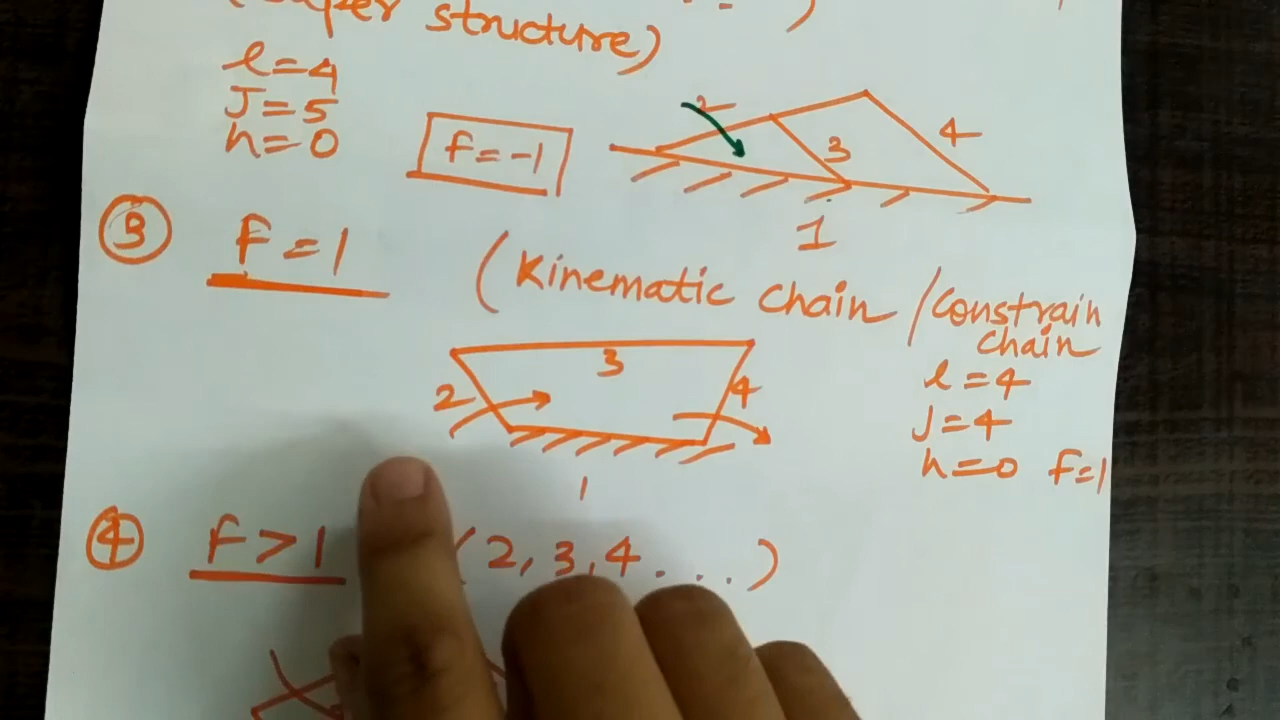 (Super structure)
l=4
J=5
h=0
f=-1
2
3
4
1
3 F=1 (Kinematic chain / Constrain chain
l=4
J=4
h=0 F=1
2
3
4
1
4 F>1 (2,3,4...)